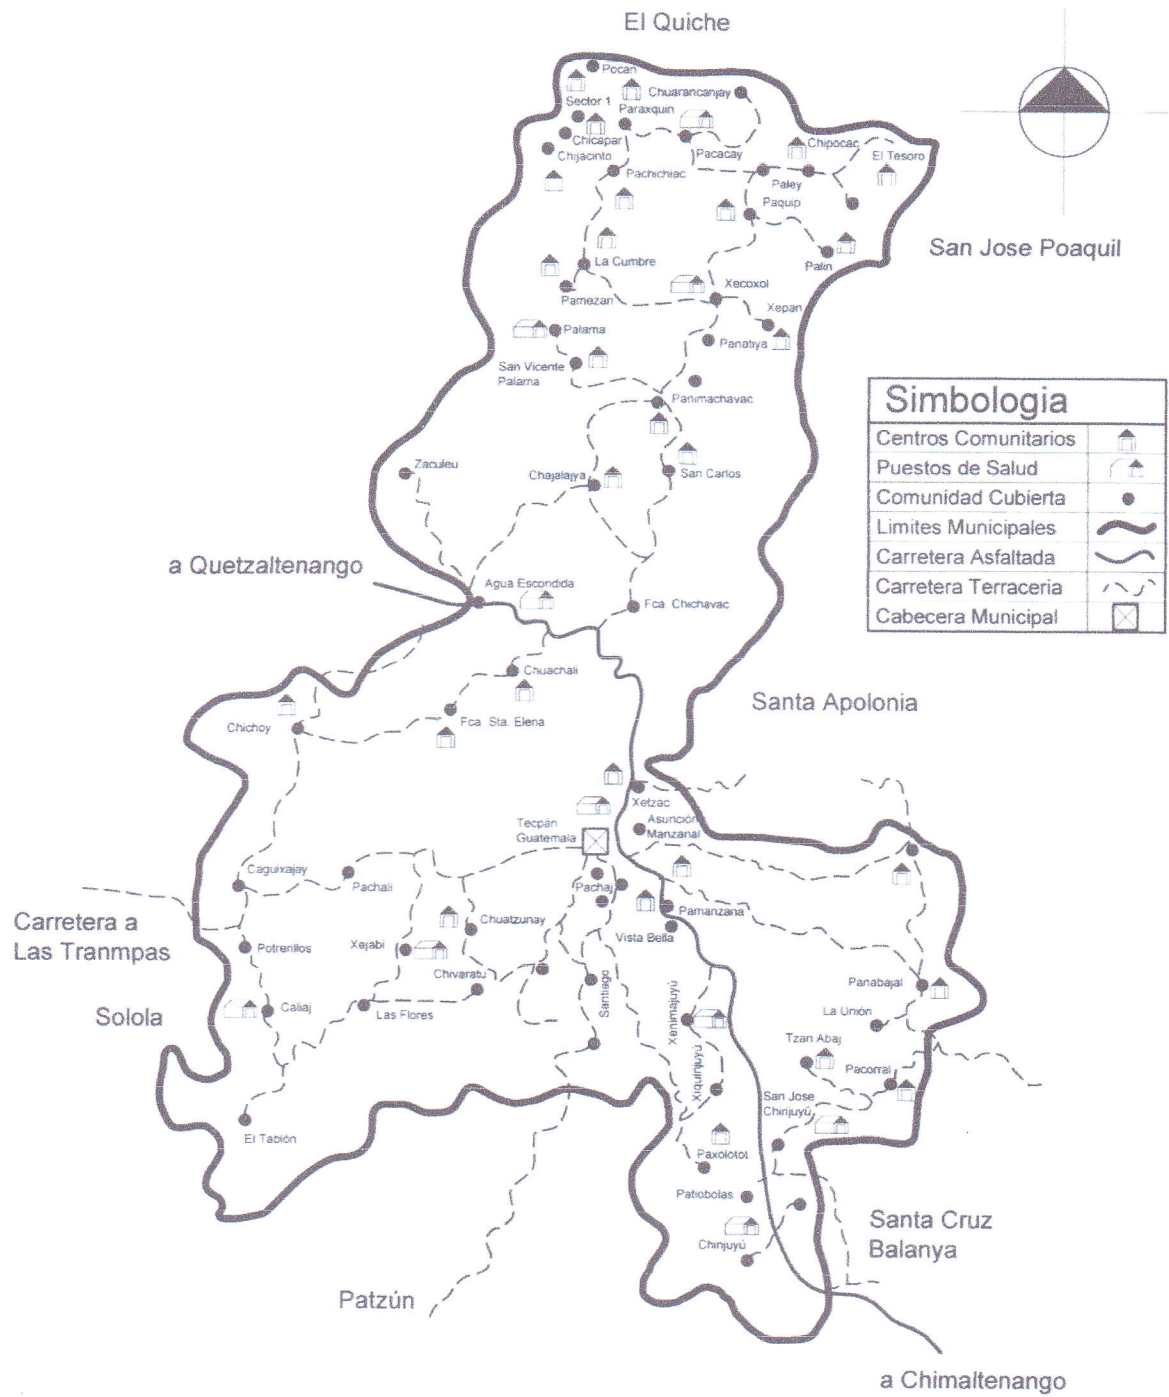 El Quiche
Pocan
Sector 1
Paraxquin
Chuarancanjay
Chicapar
Chijacinto
Pacacay
Chipocac
El Tesoro
Pachichiac
Paley
Paquip
San Jose Poaquil
Palin
La Cumbre
Pamezan
Xecoxol
Xepan
Palama
Panatiya
San Vicente
Palama
Panimachavac
Simbologia
Centros Comunitarios
Puestos de Salud
Comunidad Cubierta
Limites Municipales
Carretera Asfaltada
Carretera Terraceria
Cabecera Municipal
Zaculeu
Chajalajya
San Carlos
a Quetzaltenango
Agua Escondida
Fca. Chichavac
Chuachali
Santa Apolonia
Chichoy
Fca. Sta. Elena
Xetzac
Tecpán
Guatemala
Asunción
Manzanal
Caguixajay
Pachali
Pachaj
Carretera a
Las Tranmpas
Chuatzunay
Pamanzana
Vista Bella
Potrerillos
Xejabi
Chivaratu
Santiago
Panabajal
Solola
Caliaj
Las Flores
Xenimajuyú
La Unión
Tzan Abaj
Xiquinjuyú
Pacorral
San Jose
Chirijuyú
El Tablón
Paxolotot
Patiobolas
Chirijuyú
Santa Cruz
Balanya
Patzún
a Chimaltenango